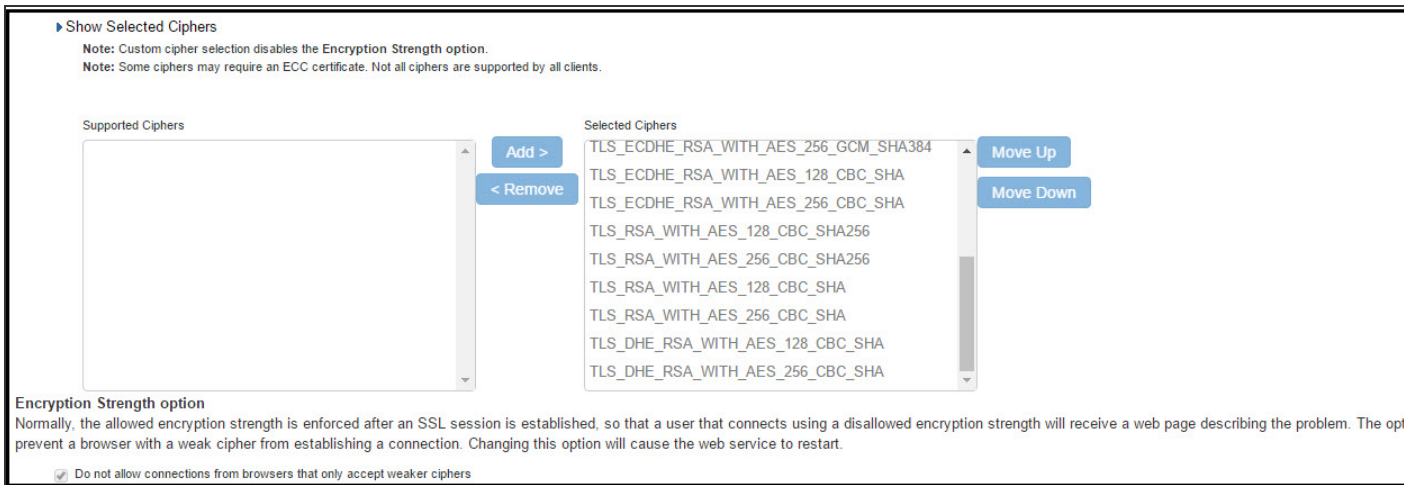 Show Selected Ciphers
Note: Custom cipher selection disables the Encryption Strength option.
Note: Some ciphers may require an ECC certificate. Not all ciphers are supported by all clients.
Supported Ciphers
Selected Ciphers
Add >
< Remove
TLS_ECDHE_RSA_WITH_AES_256_GCM_SHA384
TLS_ECDHE_RSA_WITH_AES_128_CBC_SHA
TLS_ECDHE_RSA_WITH_AES_256_CBC_SHA
TLS_RSA_WITH_AES_128_CBC_SHA256
TLS_RSA_WITH_AES_256_CBC_SHA256
TLS_RSA_WITH_AES_128_CBC_SHA
TLS_RSA_WITH_AES_256_CBC_SHA
TLS_DHE_RSA_WITH_AES_128_CBC_SHA
TLS_DHE_RSA_WITH_AES_256_CBC_SHA
Move Up
Move Down
Encryption Strength option
Normally, the allowed encryption strength is enforced after an SSL session is established, so that a user that connects using a disallowed encryption strength will receive a web page describing the problem. The opt
prevent a browser with a weak cipher from establishing a connection. Changing this option will cause the web service to restart.
Do not allow connections from browsers that only accept weaker ciphers